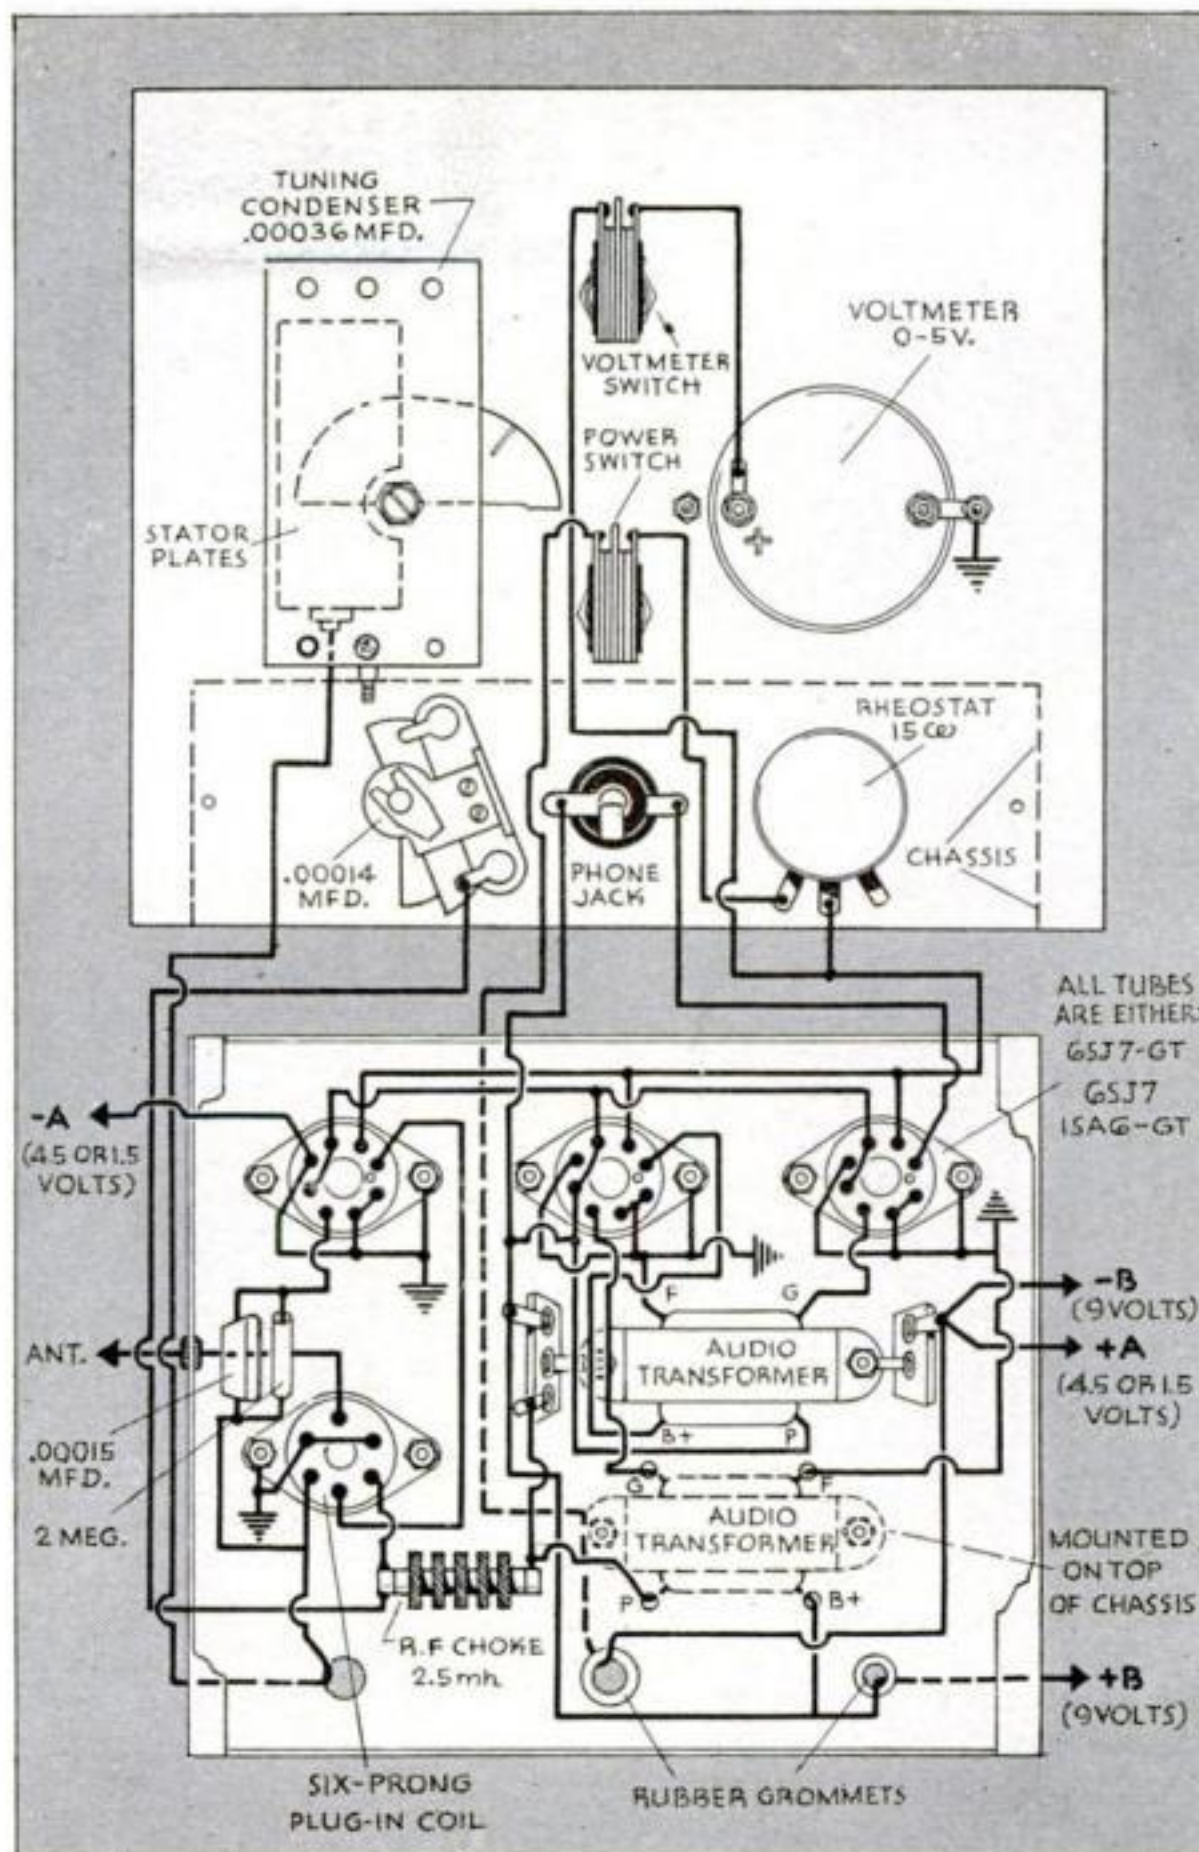 TUNING
CONDENSER
.00036 MFD.
VOLTMETER
SWITCH
VOLTMETER
0-5V.
POWER
SWITCH
+
STATOR
PLATES
RHEOSTAT
15 ω
.00014
MFD.
PHONE
JACK
CHASSIS
ALL TUBES
ARE EITHER
6SJ7-GT
6SJ7
1SA6-GT
-A
(4.5 OR 1.5
VOLTS)
F
G
-B
(9 VOLTS)
ANT.
AUDIO
TRANSFORMER
+A
(4.5 OR 1.5
VOLTS)
B+
P
.00015
MFD.
2 MEG.
G
F
AUDIO
TRANSFORMER
MOUNTED
ON TOP
OF CHASSIS
P
B+
R.F CHOKE
2.5mh
+B
(9 VOLTS)
SIX-PRONG
PLUG-IN COIL
RUBBER GROMMETS